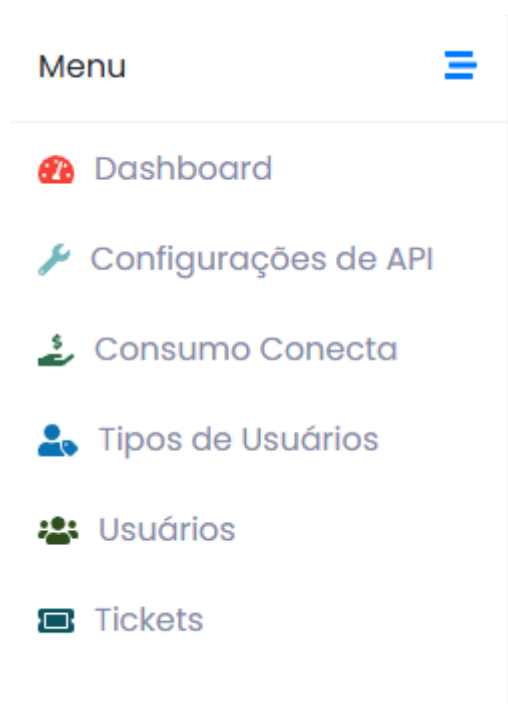 Menu
Dashboard
Configurações de API
Consumo Conecta
Tipos de Usuários
Usuários
Tickets